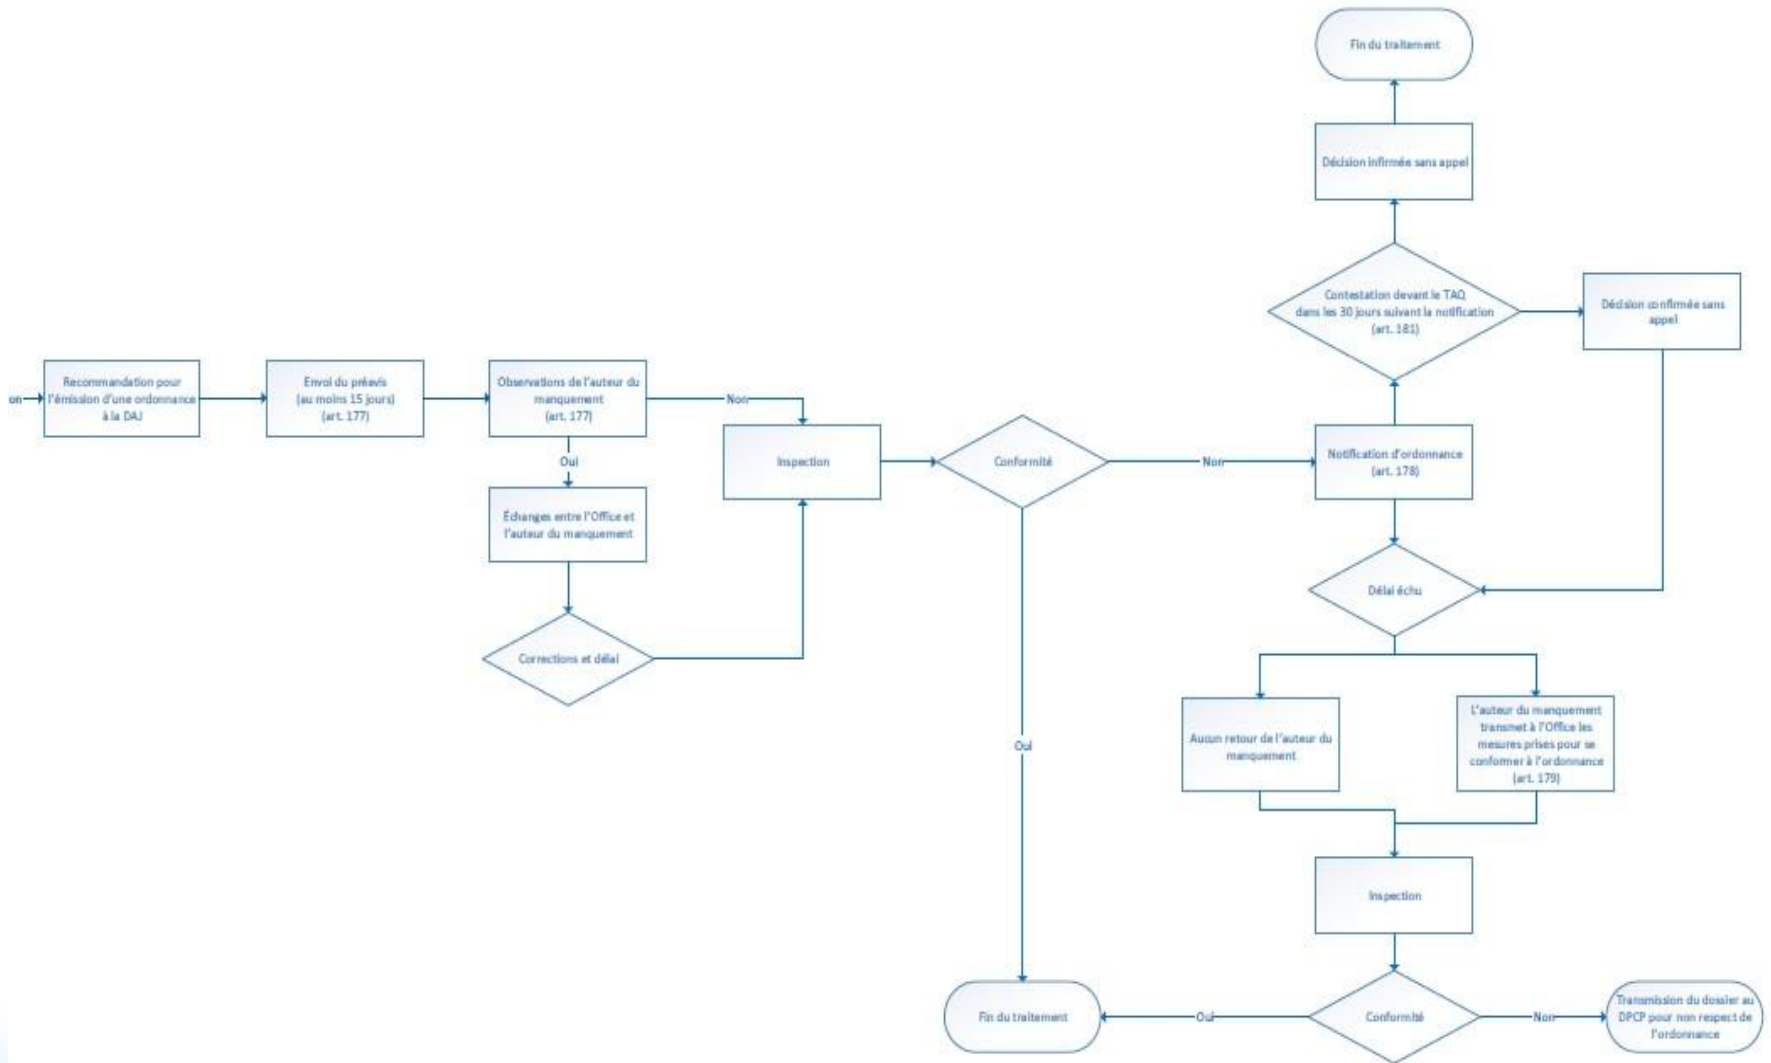 Fin du traitement
Décision infirmée sans appel
Contestation devant le TAQ
dans les 30 jours suivant la notification
(art. 181)
Décision confirmée sans
appel
on
Recommandation pour
l'émission d'une ordonnance
à la DAJ
Envoi du préavis
(au moins 15 jours)
(art. 177)
Observations de l'auteur du
manquement
(art. 177)
Non
Oui
Échanges entre l'Office et
l'auteur du manquement
Corrections et délai
Inspection
Conformité
Non
Oui
Notification d'ordonnance
(art. 178)
Délai échu
Aucun retour de l'auteur du
manquement
L'auteur du manquement
transmet à l'Office les
mesures prises pour se
conformer à l'ordonnance
(art. 179)
Inspection
Fin du traitement
Oui
Conformité
Non
Transmission du dossier au
DPCP pour non respect de
l'ordonnance